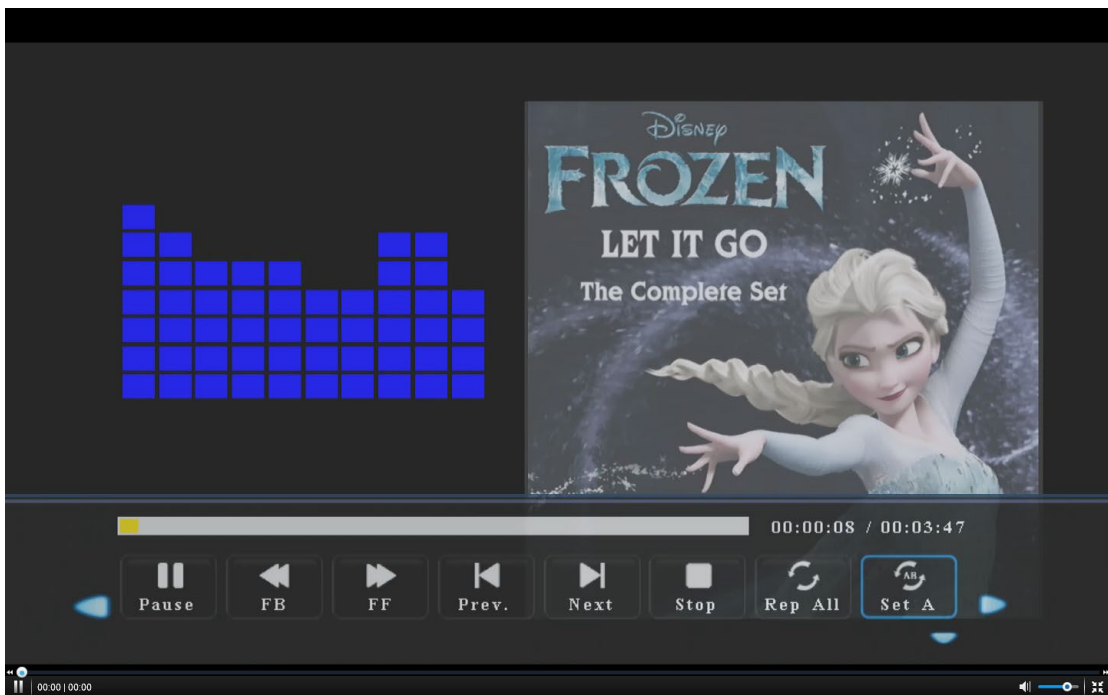 Disney
FROZEN
LET IT GO
The Complete Set
00:00:08 / 00:03:47
Pause FB FF Prev. Next Stop Rep All Set A
00:00 | 00:00